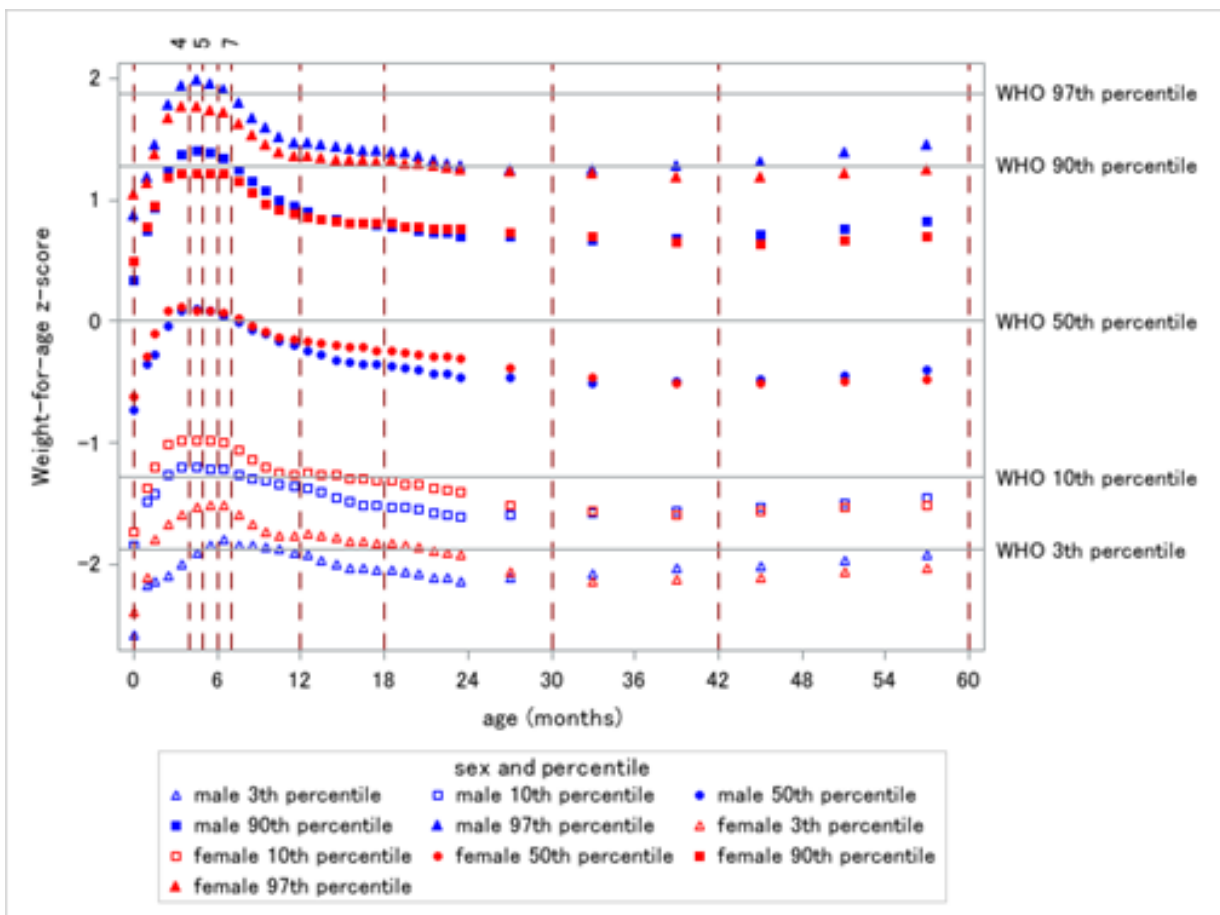 4 5 7
2
WHO 97th percentile
WHO 90th percentile
1
0
WHO 50th percentile
-1
WHO 10th percentile
WHO 3th percentile
-2
Weight-for-age z-score
0 6 12 18 24 30 36 42 48 54 60
age (months)
sex and percentile
male 3th percentile male 10th percentile male 50th percentile
male 90th percentile male 97th percentile female 3th percentile
female 10th percentile female 50th percentile female 90th percentile
female 97th percentile